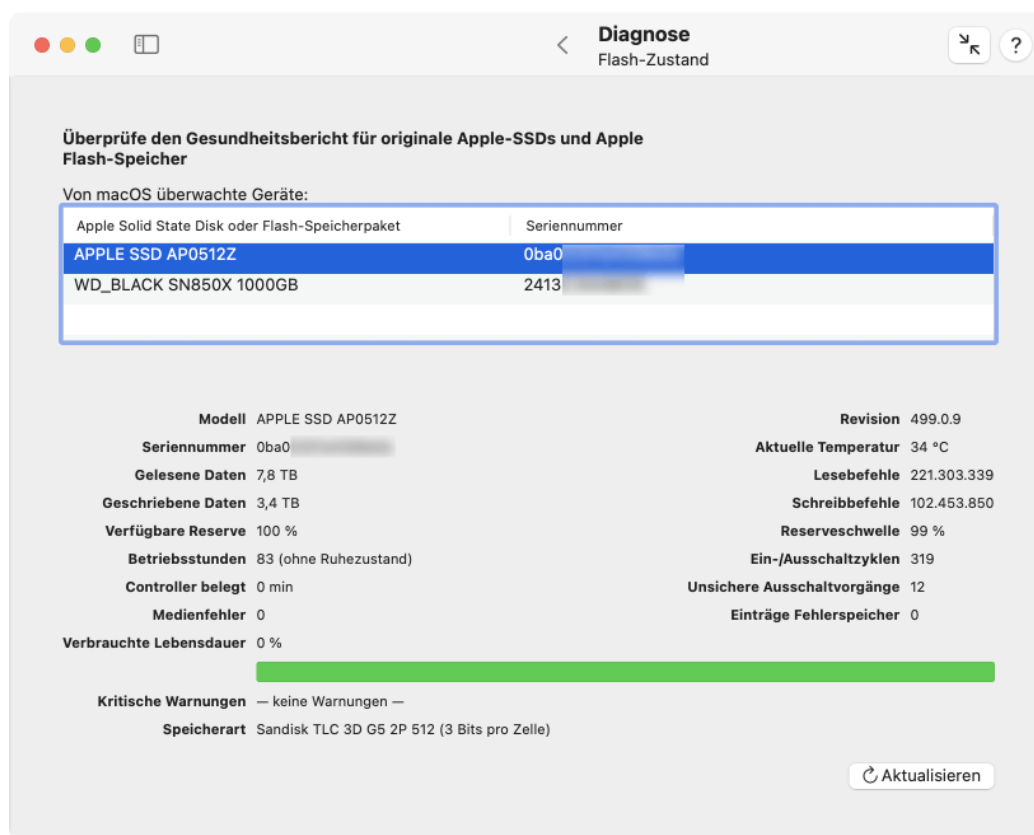 Diagnose
Flash-Zustand
?
Überprüfe den Gesundheitsbericht für originale Apple-SSDs und Apple
Flash-Speicher
Von macOS überwachte Geräte:
Apple Solid State Disk oder Flash-Speicherpaket Seriennummer
APPLE SSD AP0512Z 0ba0
WD_BLACK SN850X 1000GB 2413
Modell APPLE SSD AP0512Z Revision 499.0.9
Seriennummer 0ba0 Aktuelle Temperatur 34 °C
Gelesene Daten 7,8 TB Lesebefehle 221.303.339
Geschriebene Daten 3,4 TB Schreibbefehle 102.453.850
Verfügbare Reserve 100 % Reserveschwelle 99 %
Betriebsstunden 83 (ohne Ruhezustand) Ein-/Ausschaltzyklen 319
Controller belegt 0 min Unsichere Ausschaltvorgänge 12
Medienfehler 0 Einträge Fehlerspeicher 0
Verbrauchte Lebensdauer 0 %
Kritische Warnungen — keine Warnungen —
Speicherart Sandisk TLC 3D G5 2P 512 (3 Bits pro Zelle)
Aktualisieren